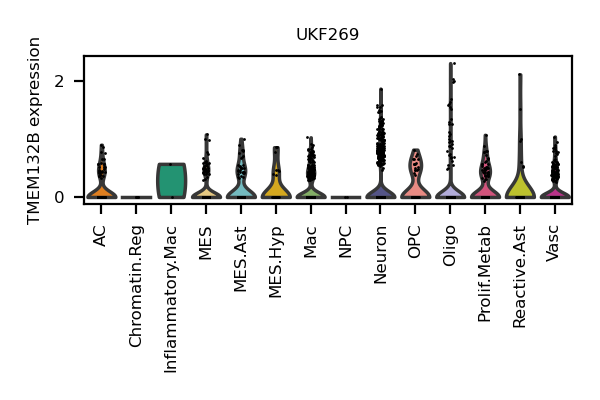 UKF269
TMEM132B expression
2
0
AC
Chromatin.Reg
Inflammatory.Mac
MES
MES.Ast
MES.Hyp
Mac
NPC
Neuron
OPC
Oligo
Prolif.Metab
Reactive.Ast
Vasc